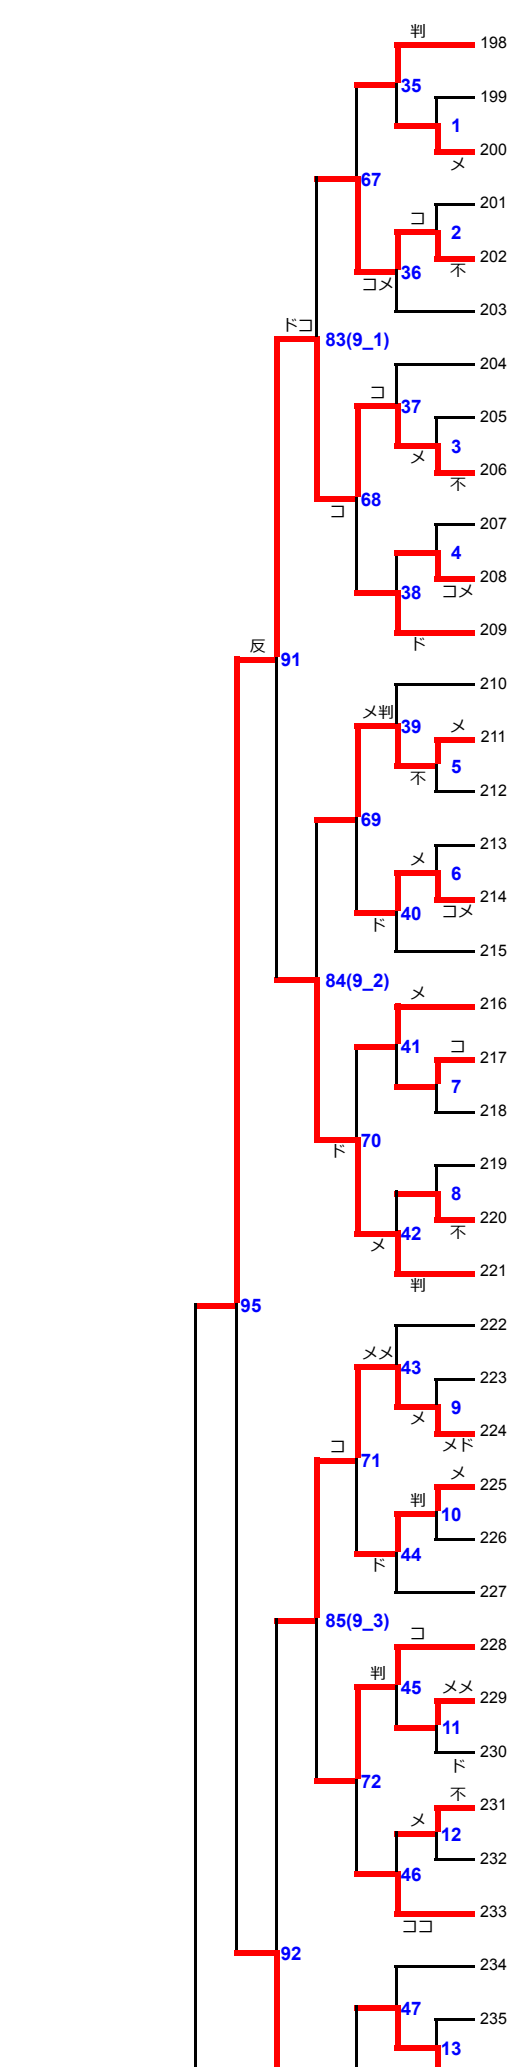 判
198
35
199
1
200
メ
67
201
コ
2
202
不
36
コメ
203
ドコ
83(9_1)
204
コ
37
205
3
メ
206
不
68
コ
207
4
208
コメ
38
209
ド
反
91
210
メ判
39
メ
211
5
不
212
69
213
メ
6
214
コメ
40
ド
215
84(9_2)
メ
216
41
コ
217
7
218
70
ド
219
8
220
不
42
メ
221
判
95
222
メメ
43
223
9
メ
224
メド
コ
71
メ
225
判
10
226
44
ド
227
85(9_3)
コ
228
判
45
メメ
229
11
230
ド
72
不
231
メ
12
232
46
233
ココ
92
234
47
235
13